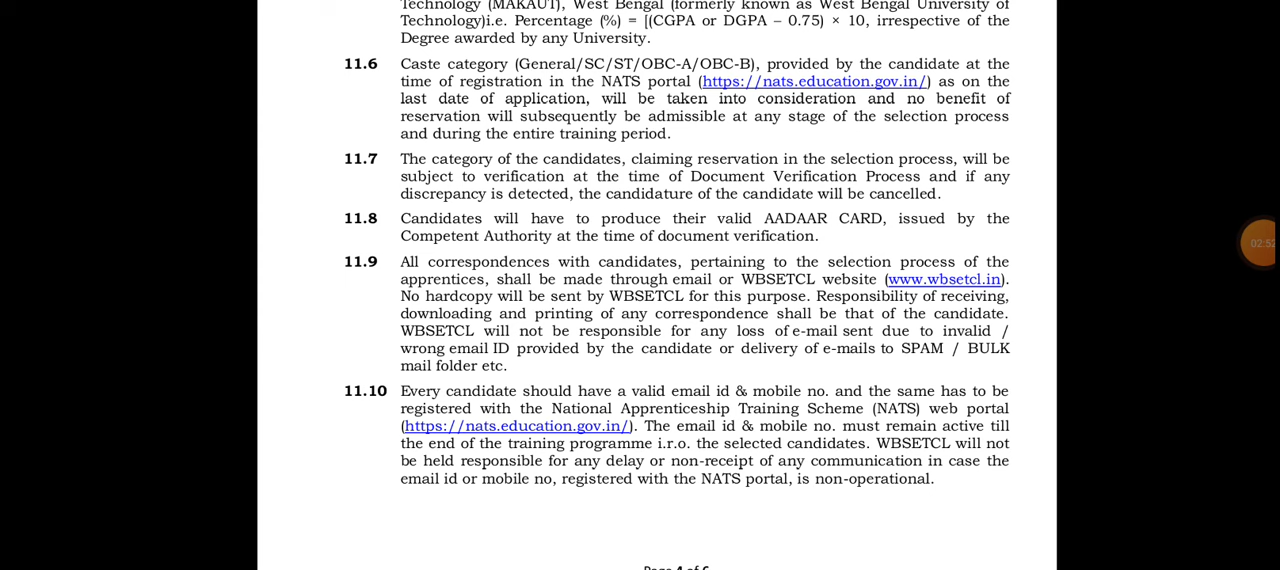 Technology (MAKAUT), West Bengal (formerly known as West Bengal University of
Technology)i.e. Percentage (%) = [(CGPA or DGPA – 0.75) × 10, irrespective of the
Degree awarded by any University.
11.6 Caste category (General/SC/ST/OBC-A/OBC-B), provided by the candidate at the
time of registration in the NATS portal (https://nats.education.gov.in/) as on the
last date of application, will be taken into consideration and no benefit of
reservation will subsequently be admissible at any stage of the selection process
and during the entire training period.
11.7 The category of the candidates, claiming reservation in the selection process, will be
subject to verification at the time of Document Verification Process and if any
discrepancy is detected, the candidature of the candidate will be cancelled.
11.8 Candidates will have to produce their valid AADAAR CARD, issued by the
Competent Authority at the time of document verification.
11.9 All correspondences with candidates, pertaining to the selection process of the
apprentices, shall be made through email or WBSETCL website (www.wbsetcl.in).
No hardcopy will be sent by WBSETCL for this purpose. Responsibility of receiving,
downloading and printing of any correspondence shall be that of the candidate.
WBSETCL will not be responsible for any loss of e-mail sent due to invalid /
wrong email ID provided by the candidate or delivery of e-mails to SPAM / BULK
mail folder etc.
11.10 Every candidate should have a valid email id & mobile no. and the same has to be
registered with the National Apprenticeship Training Scheme (NATS) web portal
(https://nats.education.gov.in/). The email id & mobile no. must remain active till
the end of the training programme i.r.o. the selected candidates. WBSETCL will not
be held responsible for any delay or non-receipt of any communication in case the
email id or mobile no, registered with the NATS portal, is non-operational.
Page 4 of 6
02:52